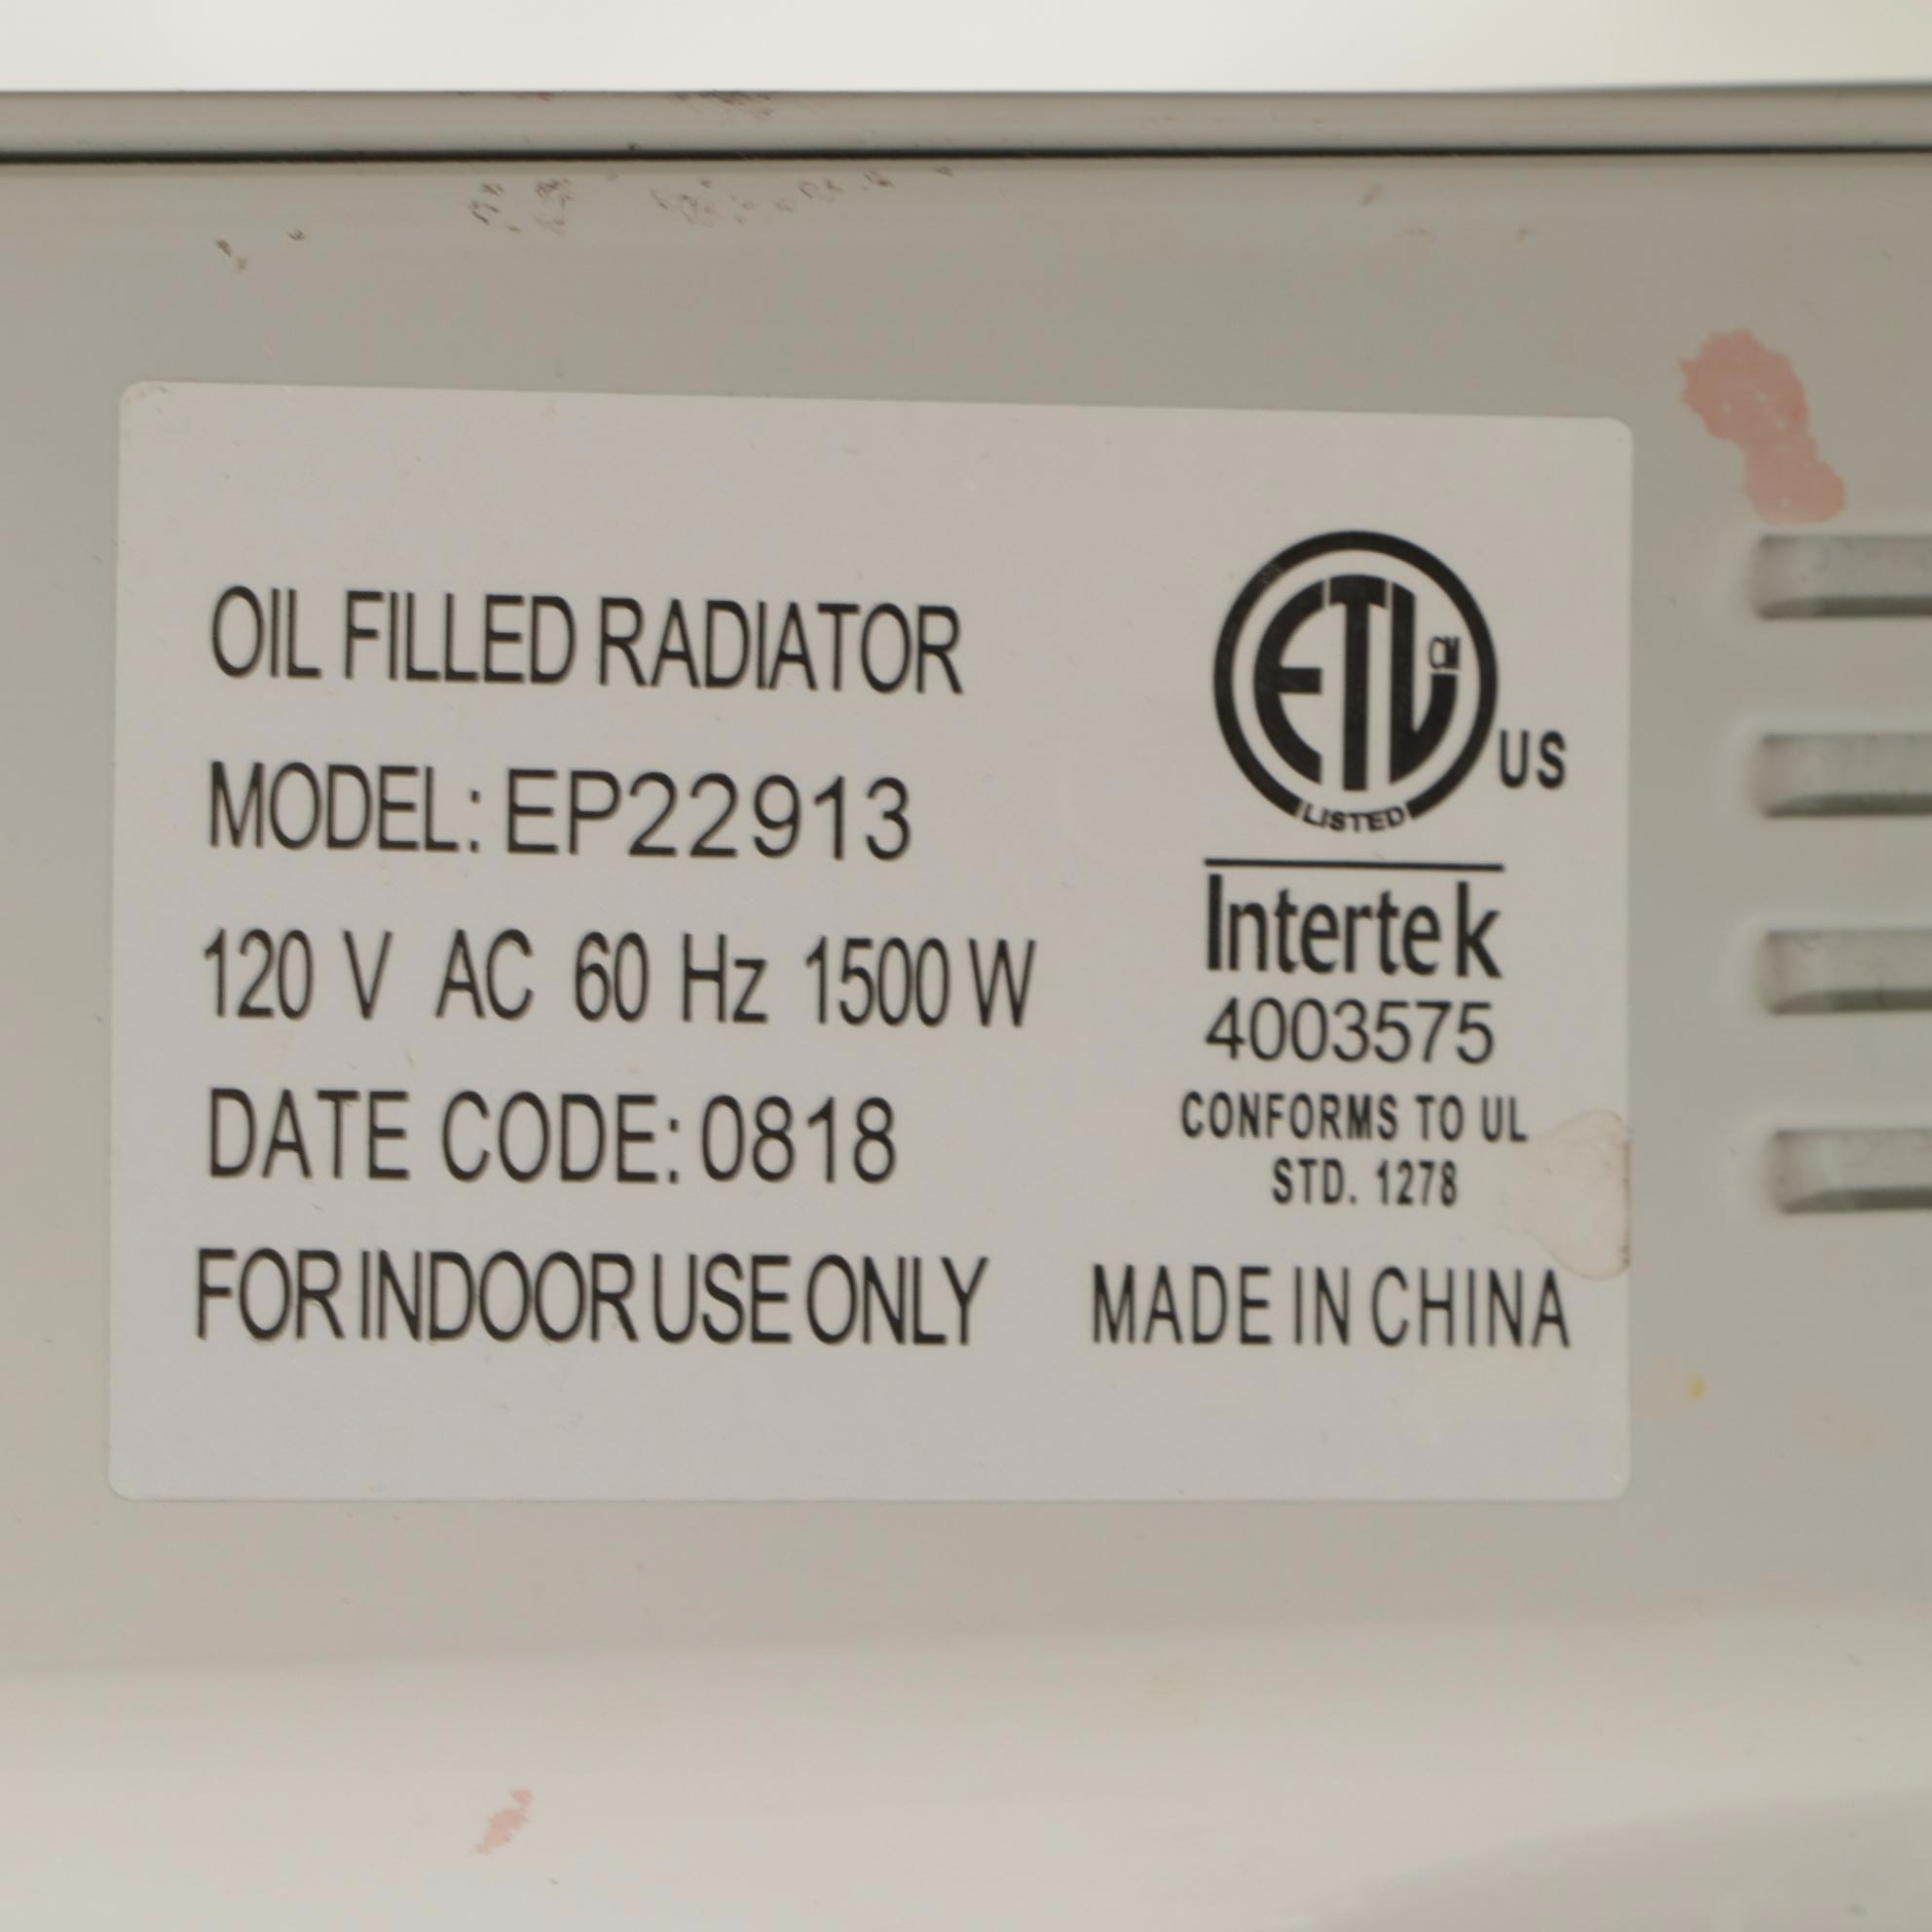 OIL FILLED RADIATOR
MODEL: EP22913
120 V AC 60 Hz 1500 W
DATE CODE: 0818
FOR INDOOR USE ONLY
ETL CM
LISTED
US
Intertek
4003575
CONFORMS TO UL
STD. 1278
MADE IN CHINA